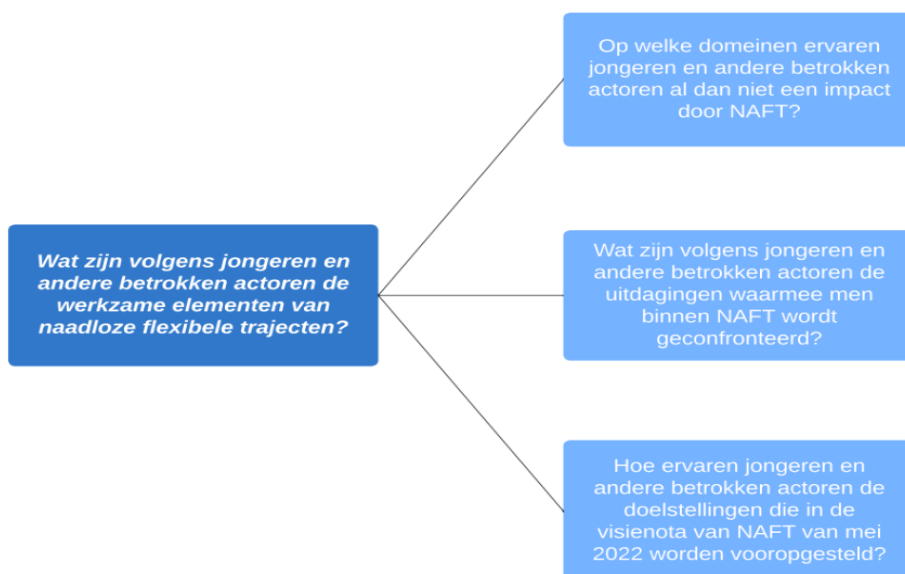 Op welke domeinen ervaren
jongeren en andere betrokken
actoren al dan niet een impact
door NAFT?
Wat zijn volgens jongeren en
andere betrokken actoren de
werkzame elementen van
naadloze flexibele trajecten?
Wat zijn volgens jongeren en
andere betrokken actoren de
uitdagingen waarmee men
binnen NAFT wordt
geconfronteerd?
Hoe ervaren jongeren en
andere betrokken actoren de
doelstellingen die in de
visienota van NAFT van mei
2022 worden vooropgesteld?